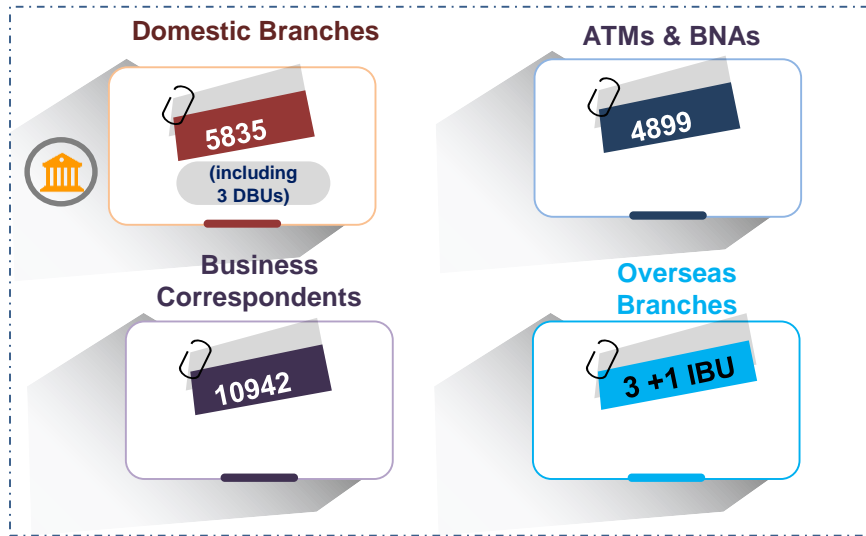 Domestic Branches
5835
(including
3 DBUs)
ATMs & BNAs
4899
Business
Correspondents
10942
Overseas
Branches
3 +1 IBU